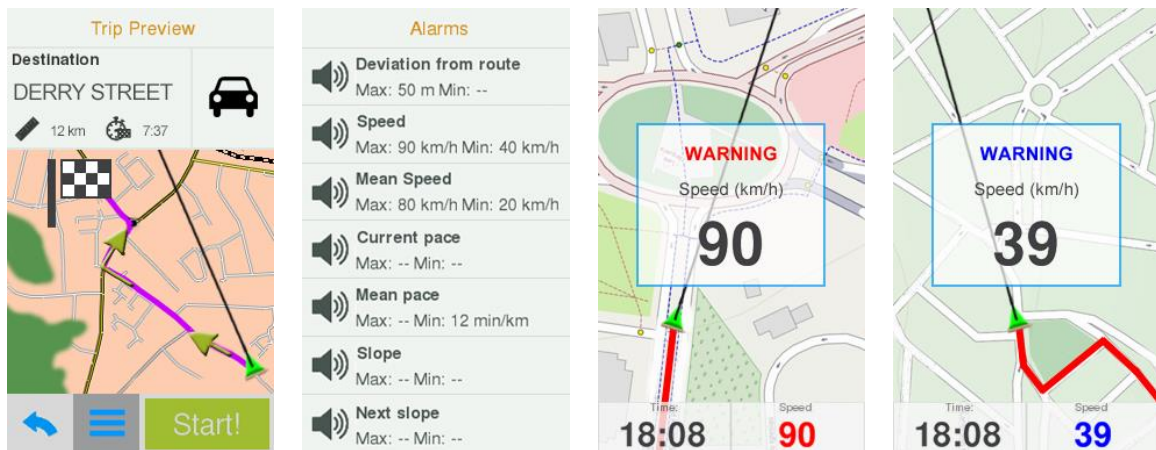 Trip Preview
Destination
DERRY STREET
12 km 7:37
Start!
Alarms
Deviation from route
Max: 50 m Min: --
Speed
Max: 90 km/h Min: 40 km/h
Mean Speed
Max: 80 km/h Min: 20 km/h
Current pace
Max: -- Min: --
Mean pace
Max: -- Min: 12 min/km
Slope
Max: -- Min: --
Next slope
Max: -- Min: --
WARNING
Speed (km/h)
90
Time: Speed
18:08 90
WARNING
Speed (km/h)
39
Time: Speed
18:08 39